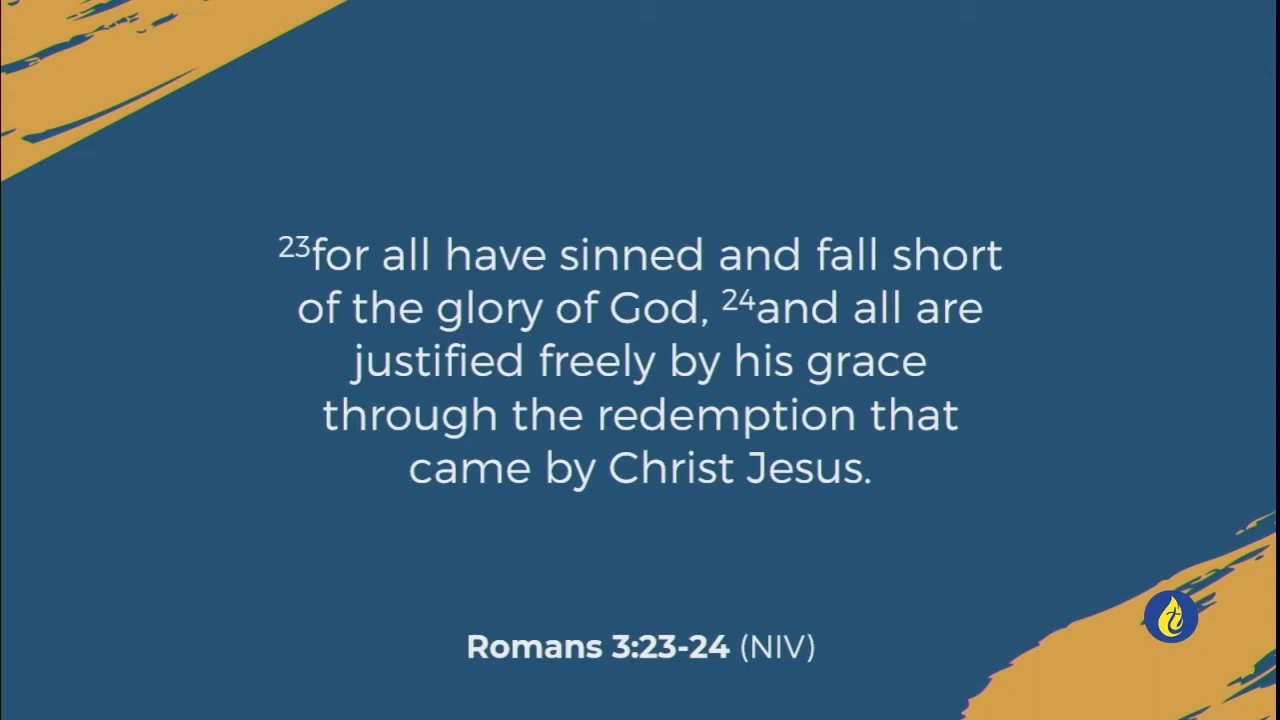 ²³for all have sinned and fall short
of the glory of God, ²⁴and all are
justified freely by his grace
through the redemption that
came by Christ Jesus.
Romans 3:23-24 (NIV)